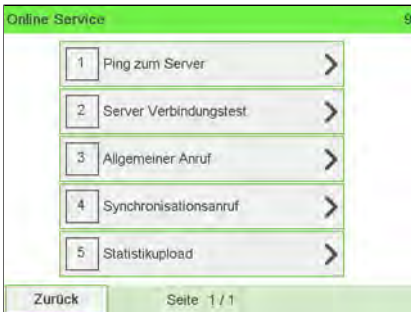 Online Service 9
1 Ping zum Server
2 Server Verbindungstest
3 Allgemeiner Anruf
4 Synchronisationsanruf
5 Statistikupload
Zurück Seite 1 / 1